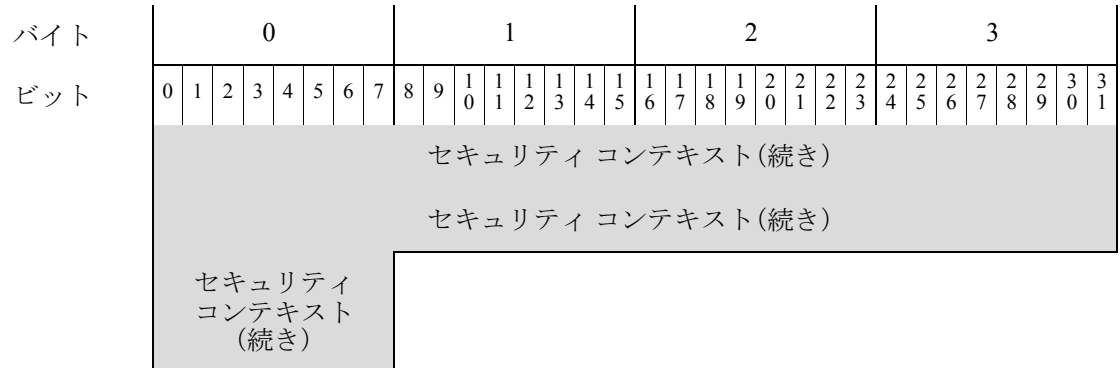 バイト 0 1 2 3
ビット 0 1 2 3 4 5 6 7 8 9 10 11 12 13 14 15 16 17 18 19 20 21 22 23 24 25 26 27 28 29 30 31
セキュリティ コンテキスト(続き)
セキュリティ コンテキスト(続き)
セキュリティ
コンテキスト
(続き)